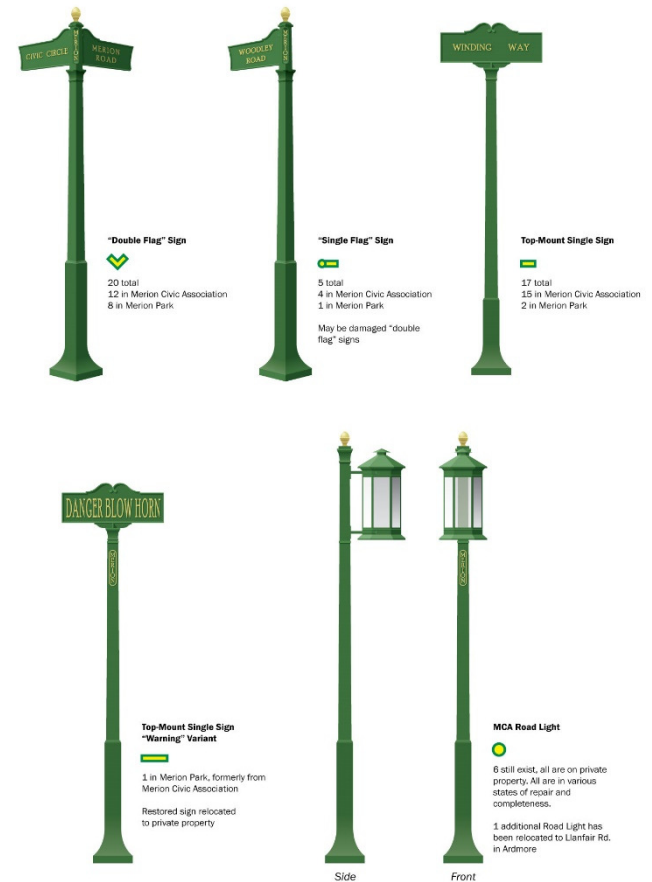 CIVIC CIRCLE
MERION
MERION
ROAD
WOODLEY
ROAD
MERION
WINDING WAY
"Double Flag" Sign
20 total
12 in Merion Civic Association
8 in Merion Park
"Single Flag" Sign
5 total
4 in Merion Civic Association
1 in Merion Park
May be damaged "double
flag" signs
Top-Mount Single Sign
17 total
15 in Merion Civic Association
2 in Merion Park
DANGER BLOW HORN
MERION
MERION
Top-Mount Single Sign
"Warning" Variant
1 in Merion Park, formerly from
Merion Civic Association
Restored sign relocated
to private property
MCA Road Light
6 still exist, all are on private
property. All are in various
states of repair and
completeness.
1 additional Road Light has
been relocated to Llanfair Rd.
in Ardmore
Side
Front